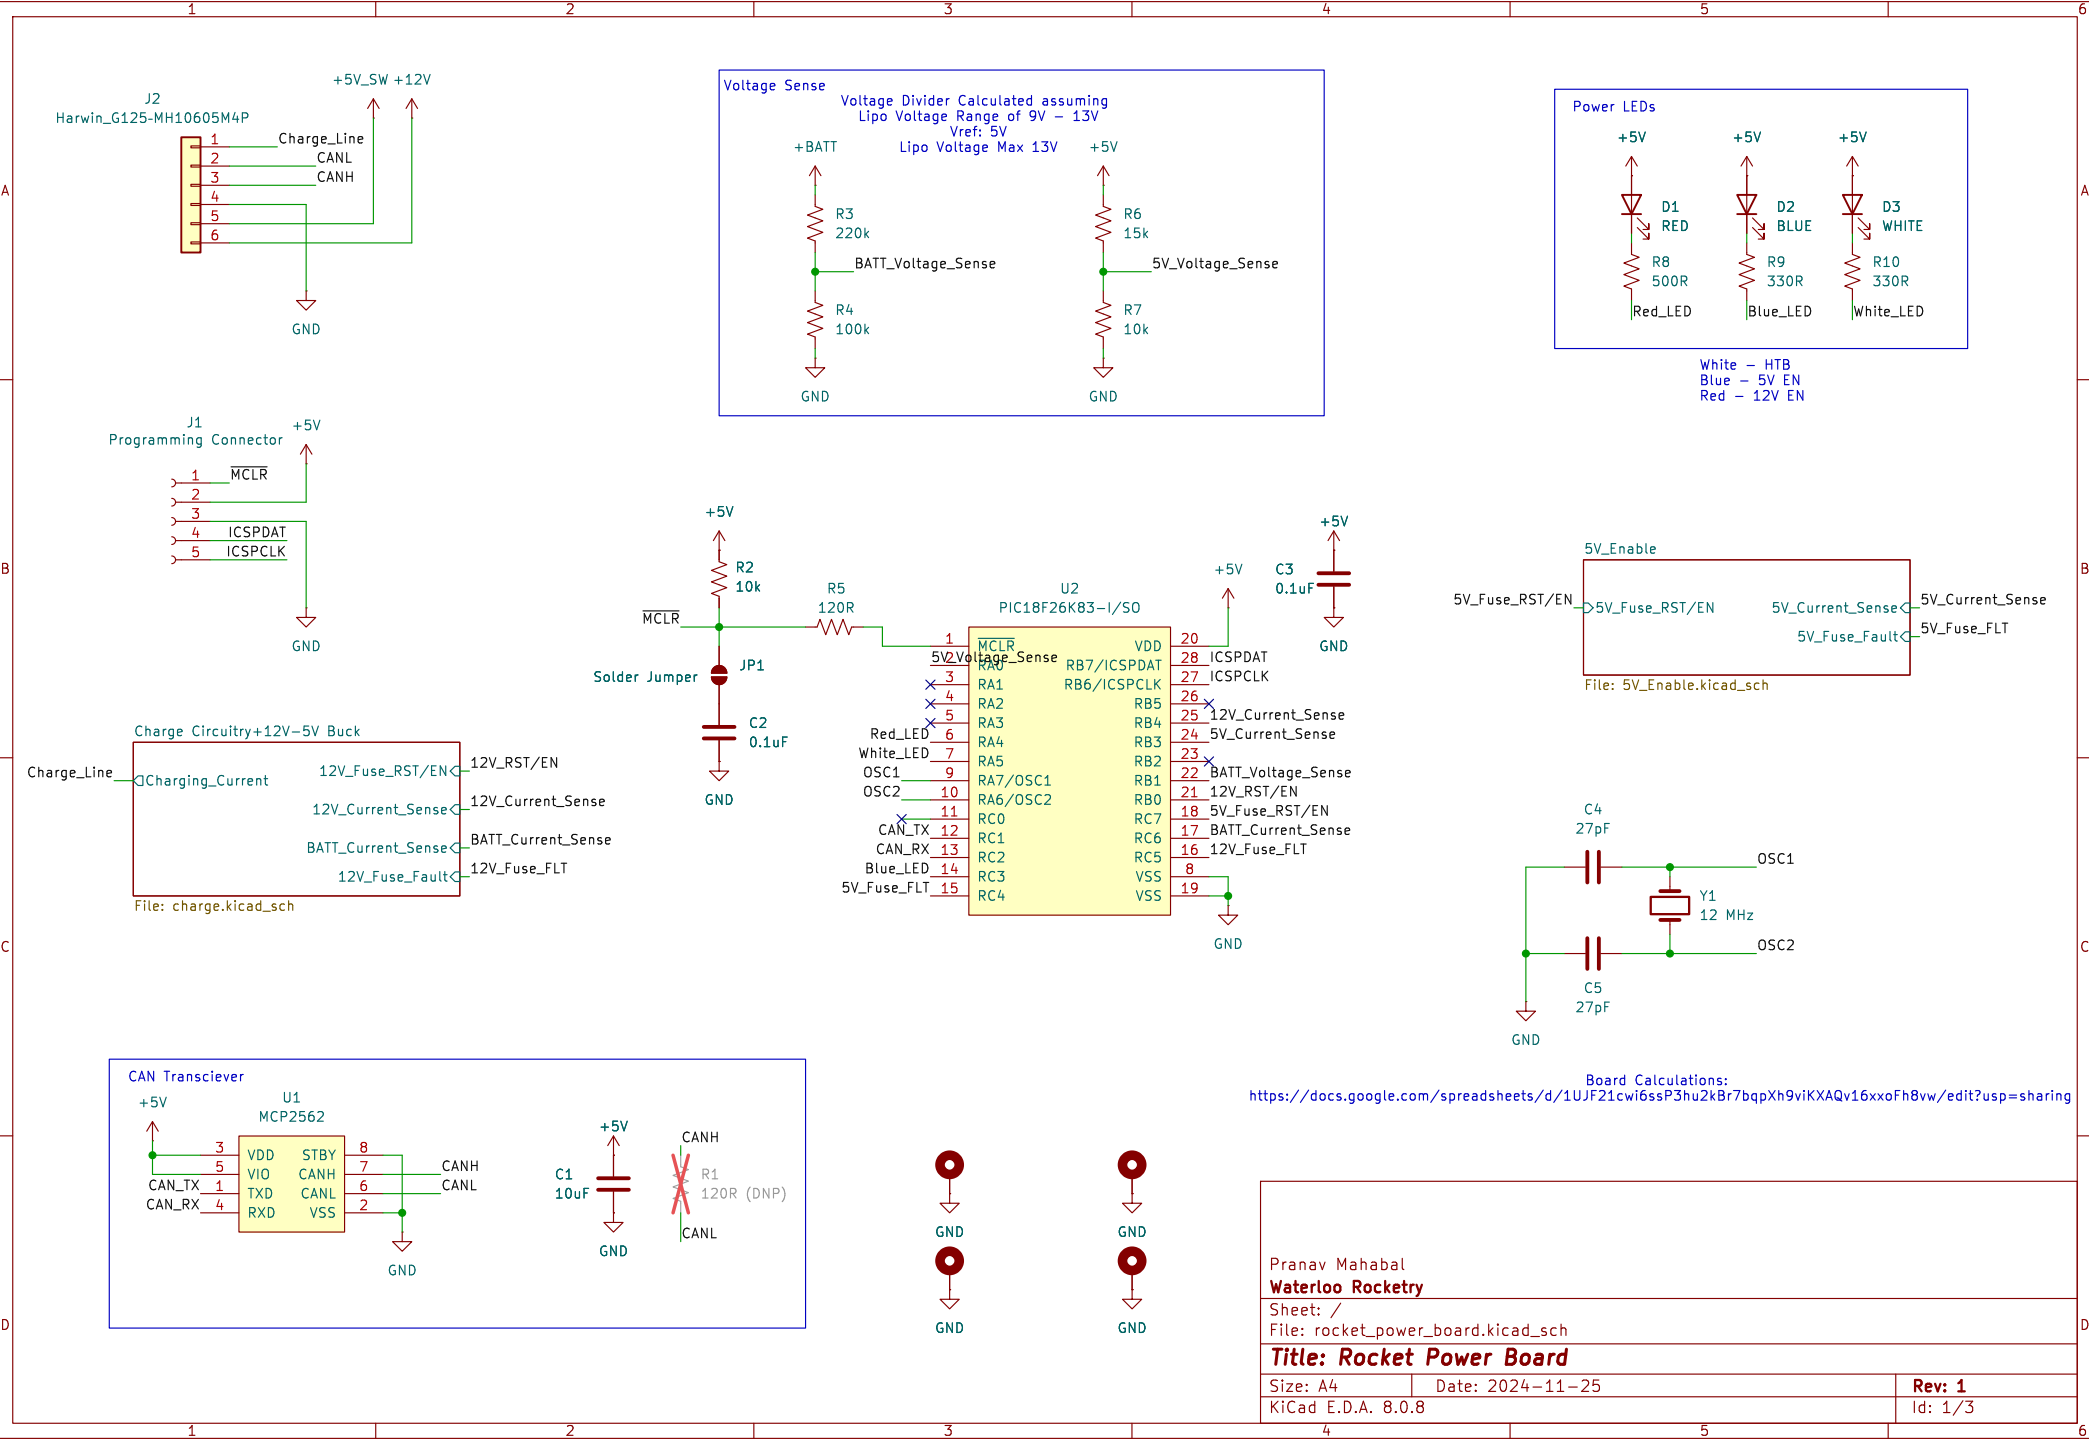 1 2 3 4 5 6
A
B
C
D
J2
Harwin_G125-MH10605M4P
+5V_SW +12V
1 Charge_Line
2 CANL
3 CANH
4
5
6
GND
Voltage Sense
Voltage Divider Calculated assuming
Lipo Voltage Range of 9V - 13V
Vref: 5V
Lipo Voltage Max 13V
+BATT
R3
220k
BATT_Voltage_Sense
R4
100k
GND
+5V
R6
15k
5V_Voltage_Sense
R7
10k
GND
Power LEDs
+5V +5V +5V
D1
RED
D2
BLUE
D3
WHITE
R8
500R
R9
330R
R10
330R
Red_LED Blue_LED White_LED
White - HTB
Blue - 5V EN
Red - 12V EN
J1
Programming Connector
+5V
1 MCLR
2
3
4 ICSPDAT
5 ICSPCLK
GND
+5V
R2
10k
MCLR
R5
120R
Solder Jumper
JP1
C2
0.1uF
GND
U2
PIC18F26K83-I/SO
1 MCLR
5V_Voltage_Sense 2 RA0
3 RA1
4 RA2
5 RA3
Red_LED 6 RA4
White_LED 7 RA5
OSC1 9 RA7/OSC1
OSC2 10 RA6/OSC2
11 RC0
CAN_TX 12 RC1
CAN_RX 13 RC2
Blue_LED 14 RC3
5V_Fuse_FLT 15 RC4
VDD 20
RB7/ICSPDAT 28 ICSPDAT
RB6/ICSPCLK 27 ICSPCLK
RB5 26
RB4 25 12V_Current_Sense
RB3 24 5V_Current_Sense
RB2 23
RB1 22 BATT_Voltage_Sense
RB0 21 12V_RST/EN
RC7 18 5V_Fuse_RST/EN
RC6 17 BATT_Current_Sense
RC5 16 12V_Fuse_FLT
VSS 8
VSS 19
+5V
GND
+5V
C3
0.1uF
GND
5V_Enable
5V_Fuse_RST/EN 5V_Fuse_RST/EN
5V_Current_Sense 5V_Current_Sense
5V_Fuse_Fault 5V_Fuse_FLT
File: 5V_Enable.kicad_sch
Charge Circuitry+12V-5V Buck
Charge_Line Charging_Current
12V_Fuse_RST/EN 12V_RST/EN
12V_Current_Sense 12V_Current_Sense
BATT_Current_Sense BATT_Current_Sense
12V_Fuse_Fault 12V_Fuse_FLT
File: charge.kicad_sch
C4
27pF
OSC1
Y1
12 MHz
OSC2
C5
27pF
GND
Board Calculations:
https://docs.google.com/spreadsheets/d/1UJF21cwi6ssP3hu2kBr7bqpXh9viKXAQv16xxoFh8vw/edit?usp=sharing
CAN Transciever
+5V
U1
MCP2562
3 VDD
5 VIO
CAN_TX 1 TXD
CAN_RX 4 RXD
STBY 8
CANH 7 CANH
CANL 6 CANL
VSS 2
GND
+5V
C1
10uF
GND
CANH
R1
120R (DNP)
CANL
GND GND
GND GND
Pranav Mahabal
Waterloo Rocketry
Sheet: /
File: rocket_power_board.kicad_sch
Title: Rocket Power Board
Size: A4 Date: 2024-11-25 Rev: 1
KiCad E.D.A. 8.0.8 Id: 1/3
A
B
C
D
1 2 3 4 5 6